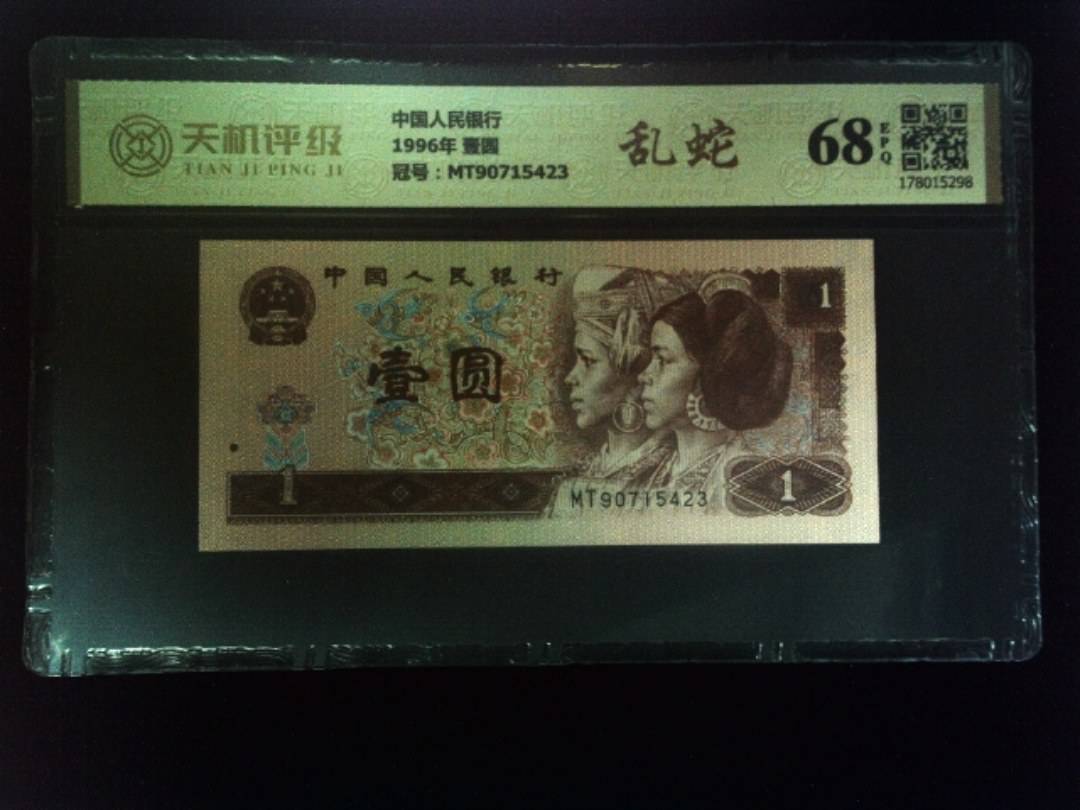 天机评级
TIAN JI PING JI
中国人民银行
1996年 壹圆
冠号：MT90715423
乱蛇
68 EPQ
178015298
中国人民银行
1
壹圆
1
MT90715423
1